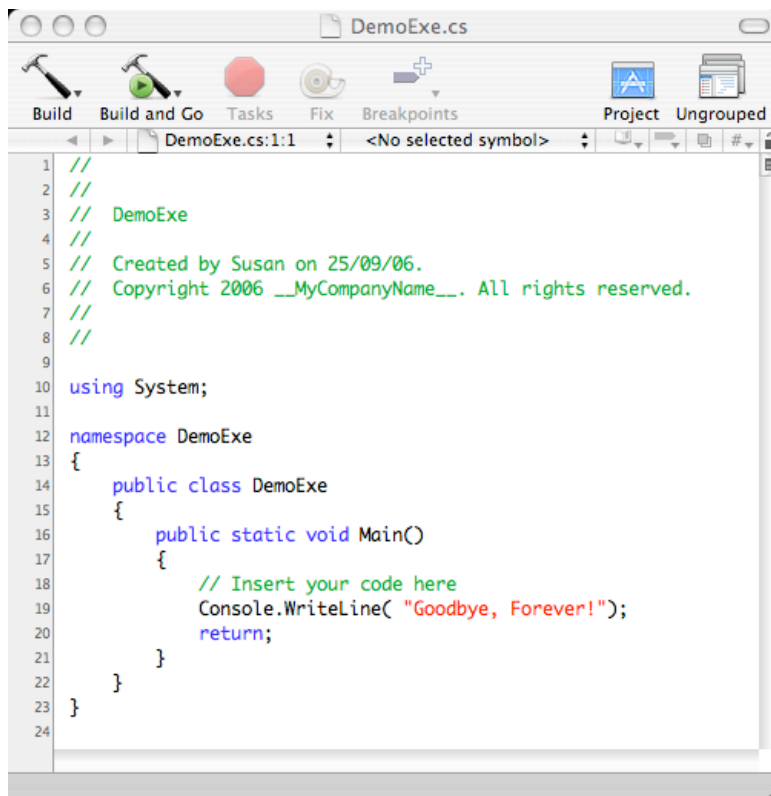 DemoExe.cs
Build Build and Go Tasks Fix Breakpoints Project Ungrouped
DemoExe.cs:1:1 <No selected symbol> #
1 //
2 //
3 // DemoExe
4 //
5 // Created by Susan on 25/09/06.
6 // Copyright 2006 __MyCompanyName__. All rights reserved.
7 //
8 //
9
10 using System;
11
12 namespace DemoExe
13 {
14 public class DemoExe
15 {
16 public static void Main()
17 {
18 // Insert your code here
19 Console.WriteLine( "Goodbye, Forever!");
20 return;
21 }
22 }
23 }
24